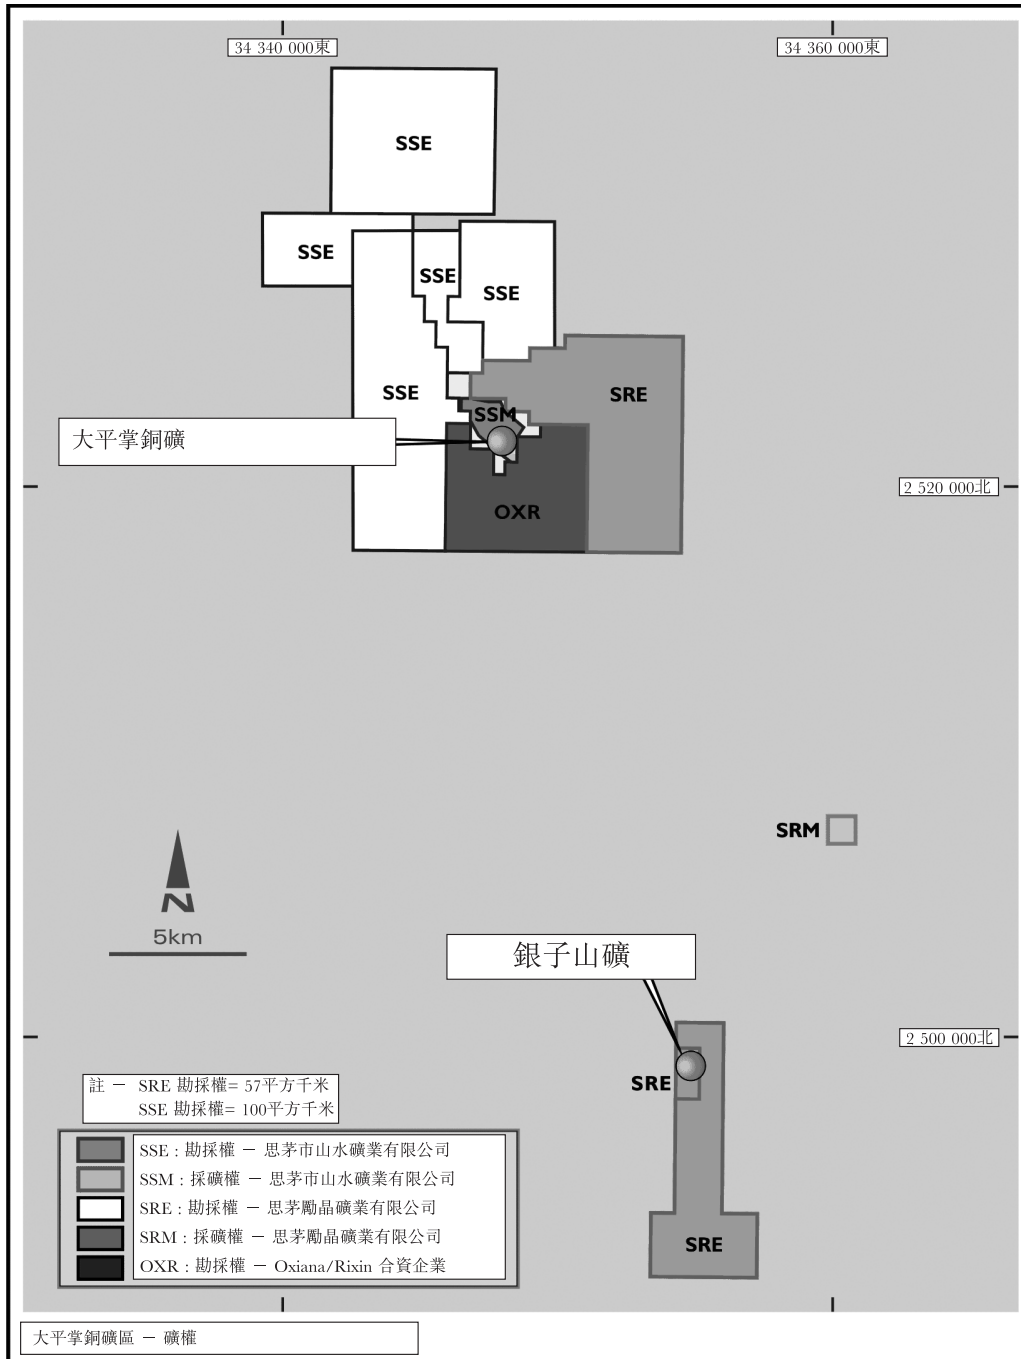 34 340 000東
34 360 000東
SSE
SSE
SSE
SSE
SSE
SRE
SSM
大平掌銅礦
2 520 000北
OXR
SRM
N
5km
銀子山礦
2 500 000北
SRE
註 － SRE 勘採權= 57平方千米
SSE 勘採權= 100平方千米
SSE : 勘採權 － 思茅市山水礦業有限公司
SSM : 採礦權 － 思茅市山水礦業有限公司
SRE : 勘採權 － 思茅勵晶礦業有限公司
SRM : 採礦權 － 思茅勵晶礦業有限公司
OXR : 勘採權 － Oxiana/Rixin 合資企業
SRE
大平掌銅礦區 － 礦權